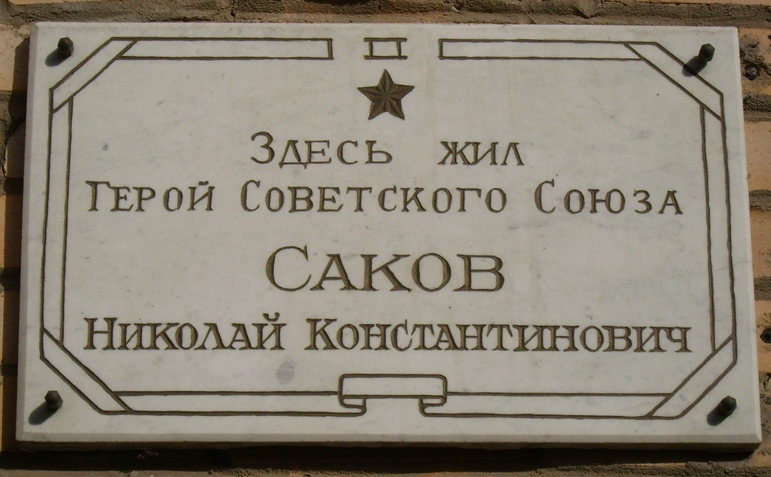 Здесь жил
Герой Советского Союза
Саков
Николай Константинович